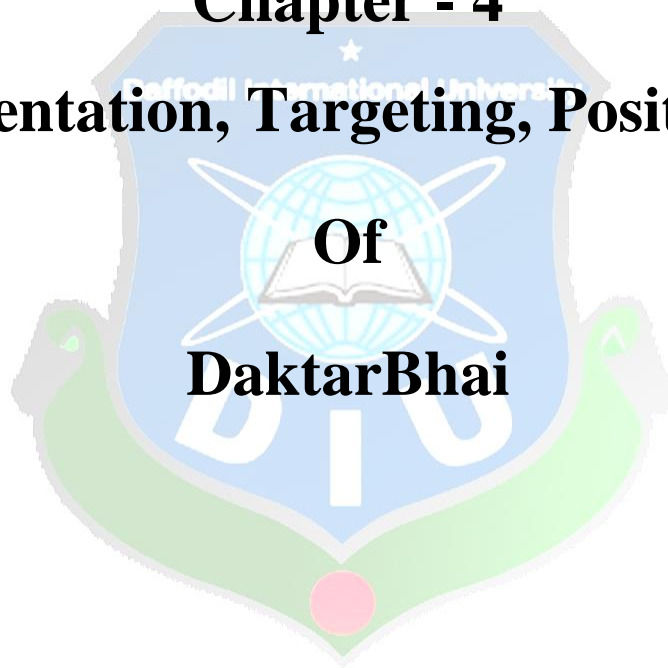 Chapter - 4
Daffodil International University
entation, Targeting, Posit
Of
DaktarBhai
D I U